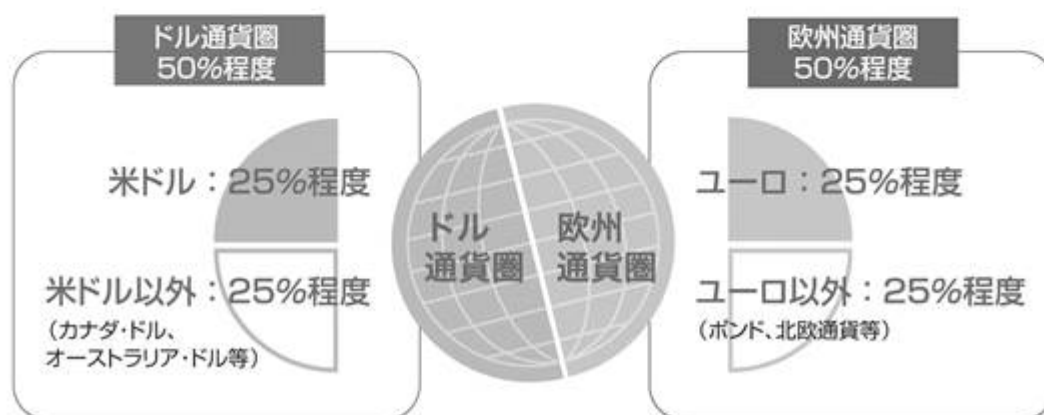 ドル通貨圏
50%程度
米ドル：25%程度
米ドル以外：25%程度
（カナダ・ドル、
オーストラリア・ドル等）
ドル
通貨圏
欧州
通貨圏
欧州通貨圏
50%程度
ユーロ：25%程度
ユーロ以外：25%程度
（ポンド、北欧通貨等）